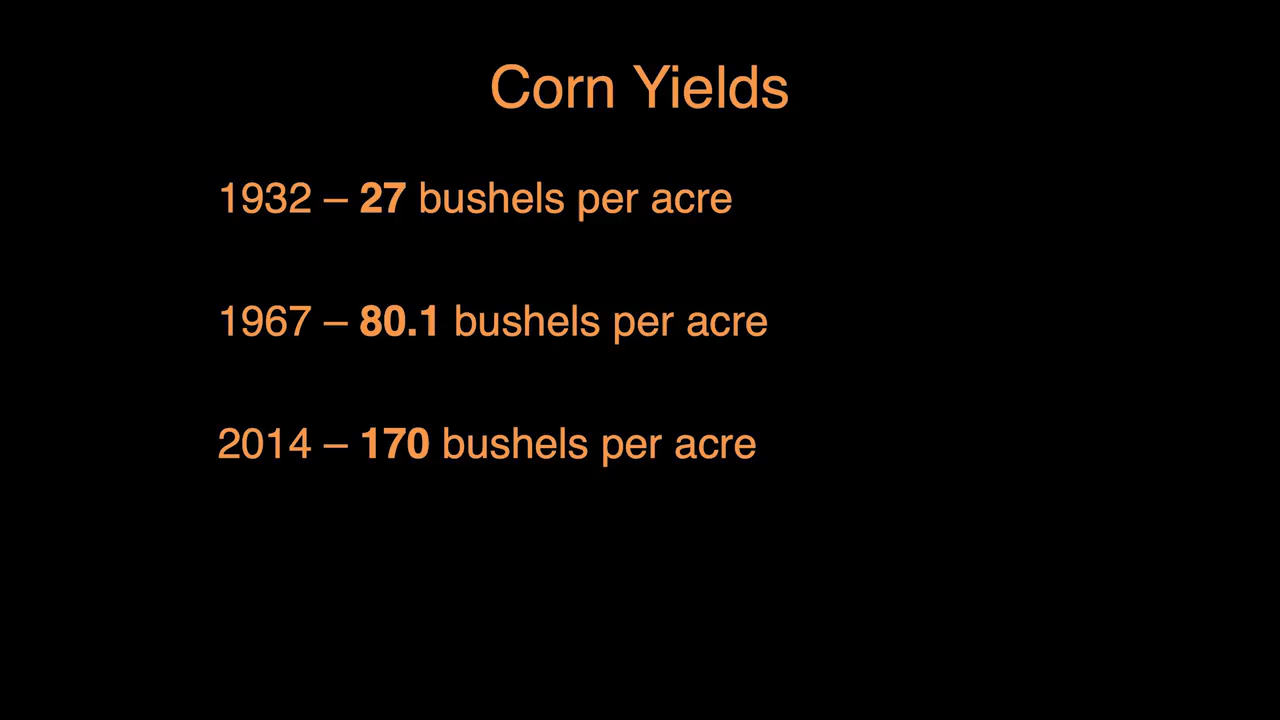 Corn Yields
1932 – 27 bushels per acre
1967 – 80.1 bushels per acre
2014 – 170 bushels per acre